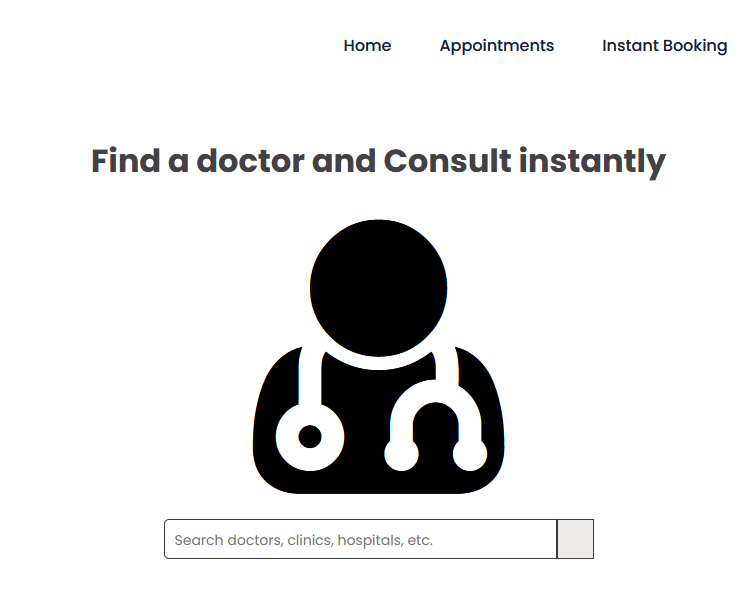 Home Appointments Instant Booking
Find a doctor and Consult instantly
Search doctors, clinics, hospitals, etc.